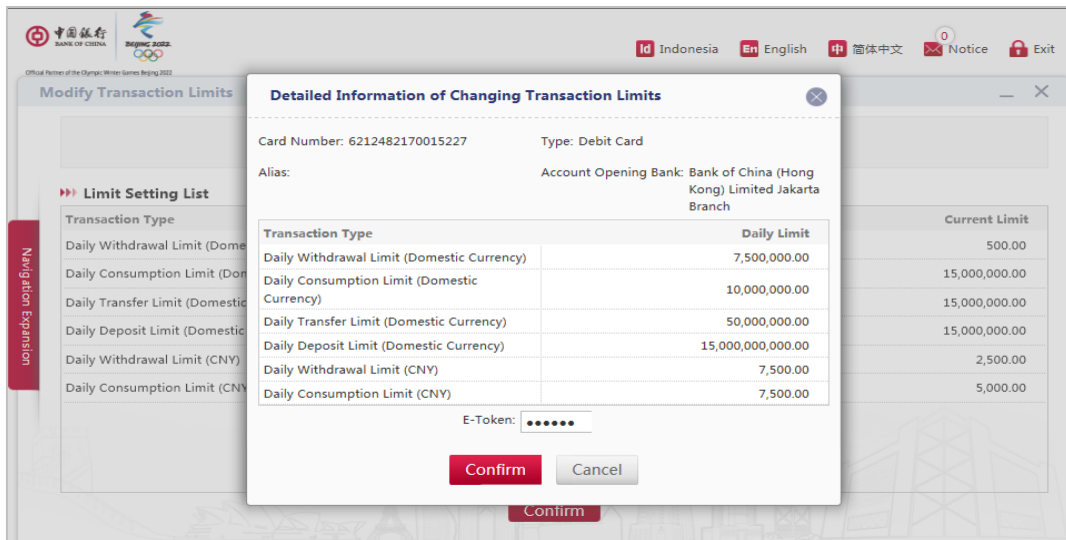 中国银行
BANK OF CHINA
BEIJING 2022
Official Partner of the Olympic Winter Games Beijing 2022
Id Indonesia En English 中 简体中文 0 Notice Exit
Modify Transaction Limits
Detailed Information of Changing Transaction Limits
Card Number: 6212482170015227 Type: Debit Card
Alias: Account Opening Bank: Bank of China (Hong
Kong) Limited Jakarta
Branch
Transaction Type Daily Limit
Daily Withdrawal Limit (Domestic Currency) 7,500,000.00
Daily Consumption Limit (Domestic
Currency) 10,000,000.00
Daily Transfer Limit (Domestic Currency) 50,000,000.00
Daily Deposit Limit (Domestic Currency) 15,000,000,000.00
Daily Withdrawal Limit (CNY) 7,500.00
Daily Consumption Limit (CNY) 7,500.00
E-Token: ••••••
Confirm Cancel
Limit Setting List
Transaction Type Current Limit
Daily Withdrawal Limit (Dome 500.00
Daily Consumption Limit (Don 15,000,000.00
Daily Transfer Limit (Domestic 15,000,000.00
Daily Deposit Limit (Domestic 15,000,000.00
Daily Withdrawal Limit (CNY) 2,500.00
Daily Consumption Limit (CNY 5,000.00
Navigation Expansion
Confirm